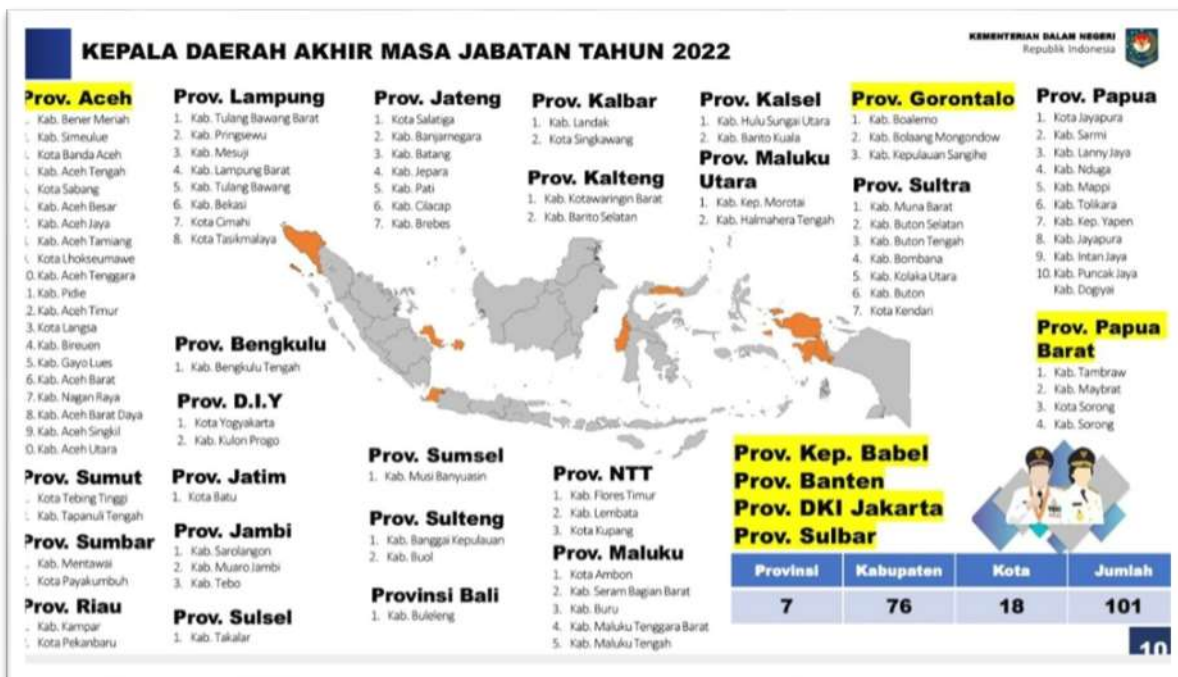 KEPALA DAERAH AKHIR MASA JABATAN TAHUN 2022
KEMENTERIAN DALAM NEGERI
Republik Indonesia
Prov. Aceh
. Kab. Bener Meriah
. Kab. Simeulue
. Kota Banda Aceh
. Kab. Aceh Tengah
. Kota Sabang
. Kab. Aceh Besar
. Kab. Aceh Jaya
. Kab. Aceh Tamiang
. Kota Lhokseumawe
0. Kab. Aceh Tenggara
1. Kab. Pidie
2. Kab. Aceh Timur
3. Kota Langsa
4. Kab. Bireuen
5. Kab. Gayo Lues
6. Kab. Aceh Barat
7. Kab. Nagan Raya
8. Kab. Aceh Barat Daya
9. Kab. Aceh Singkil
0. Kab. Aceh Utara
Prov. Sumut
. Kota Tebing Tinggi
. Kab. Tapanuli Tengah
Prov. Sumbar
. Kab. Mentawai
. Kota Payakumbuh
Prov. Riau
. Kab. Kampar
. Kota Pekanbaru
Prov. Lampung
1. Kab. Tulang Bawang Barat
2. Kab. Pringsewu
3. Kab. Mesuji
4. Kab. Lampung Barat
5. Kab. Tulang Bawang
6. Kab. Bekasi
7. Kota Cimahi
8. Kota Tasikmalaya
Prov. Bengkulu
1. Kab. Bengkulu Tengah
Prov. D.I.Y
1. Kota Yogyakarta
2. Kab. Kulon Progo
Prov. Jatim
1. Kota Batu
Prov. Jambi
1. Kab. Sarolangon
2. Kab. Muaro Jambi
3. Kab. Tebo
Prov. Sulsel
1. Kab. Takalar
Prov. Jateng
1. Kota Salatiga
2. Kab. Banjarnegara
3. Kab. Batang
4. Kab. Jepara
5. Kab. Pati
6. Kab. Cilacap
7. Kab. Brebes
Prov. Sumsel
1. Kab. Musi Banyuasin
Prov. Sulteng
1. Kab. Banggai Kepulauan
2. Kab. Buol
Provinsi Bali
1. Kab. Buleleng
Prov. Kalbar
1. Kab. Landak
2. Kota Singkawang
Prov. Kalteng
1. Kab. Kotawaringin Barat
2. Kab. Barito Selatan
Prov. NTT
1. Kab. Flores Timur
2. Kab. Lembata
3. Kota Kupang
Prov. Maluku
1. Kota Ambon
2. Kab. Seram Bagian Barat
3. Kab. Buru
4. Kab. Maluku Tenggara Barat
5. Kab. Maluku Tengah
Prov. Kalsel
1. Kab. Hulu Sungai Utara
2. Kab. Barito Kuala
Prov. Maluku
Utara
1. Kab. Kep. Morotai
2. Kab. Halmahera Tengah
Prov. Gorontalo
1. Kab. Boalemo
2. Kab. Bolaang Mongondow
3. Kab. Kepulauan Sangihe
Prov. Sultra
1. Kab. Muna Barat
2. Kab. Buton Selatan
3. Kab. Buton Tengah
4. Kab. Bombana
5. Kab. Kolaka Utara
6. Kab. Buton
7. Kota Kendari
Prov. Papua
1. Kota Jayapura
2. Kab. Sarmi
3. Kab. Lanny Jaya
4. Kab. Nduga
5. Kab. Mappi
6. Kab. Tolikara
7. Kab. Kep. Yapen
8. Kab. Jayapura
9. Kab. Intan Jaya
10. Kab. Puncak Jaya
Kab. Dogiyai
Prov. Papua
Barat
1. Kab. Tambraw
2. Kab. Maybrat
3. Kota Sorong
4. Kab. Sorong
Prov. Kep. Babel
Prov. Banten
Prov. DKI Jakarta
Prov. Sulbar
Provinsi Kabupaten Kota Jumlah
7 76 18 101
10